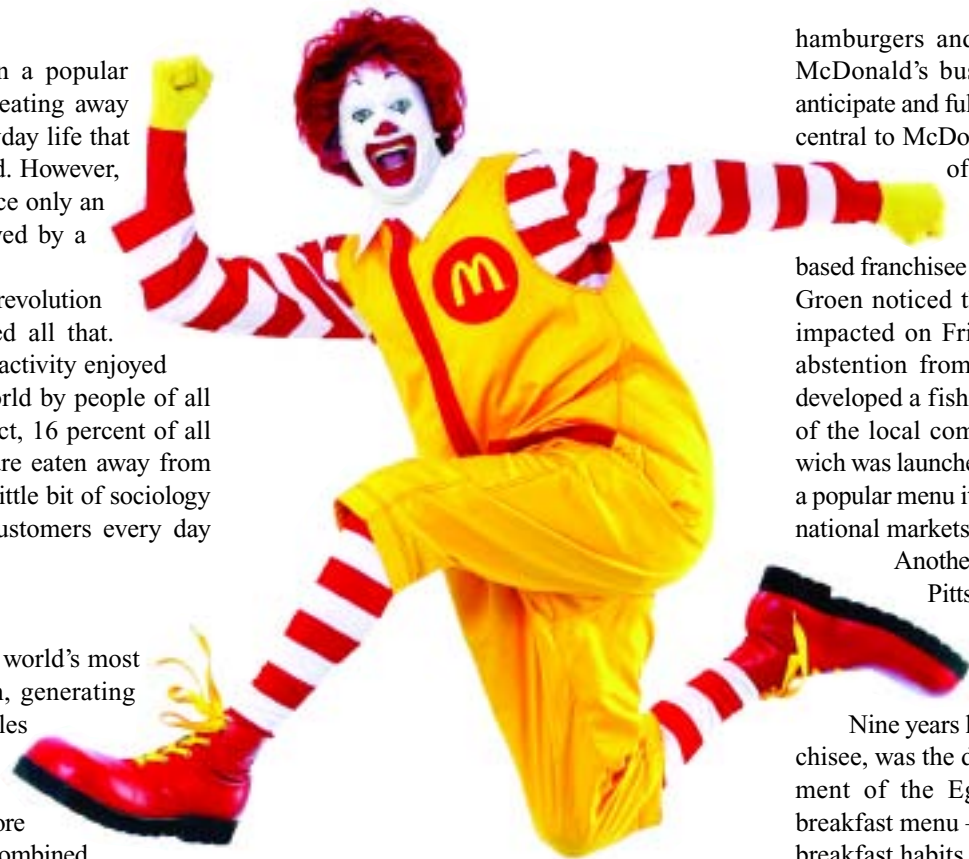 n a popular
eating away
day life that
d. However,
ce only an
ed by a
revolution
ed all that.
activity enjoyed
rld by people of all
ct, 16 percent of all
re eaten away from
ittle bit of sociology
ustomers every day
world's most
n, generating
les
ore
ombined
hamburgers and
McDonald's bus
anticipate and ful
central to McDo
of
based franchisee
Groen noticed t
impacted on Fri
abstention from
developed a fish
of the local com
wich was launche
a popular menu it
national markets
Anothe
Pitts
Nine years l
chisee, was the d
ment of the Eg
breakfast menu –
breakfast habits